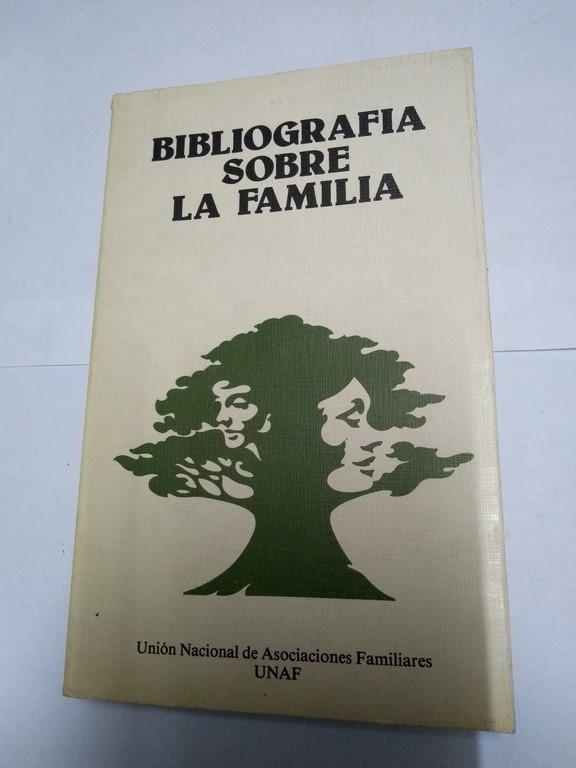 BIBLIOGRAFIA
SOBRE
LA FAMILIA
Unión Nacional de Asociaciones Familiares
UNAF